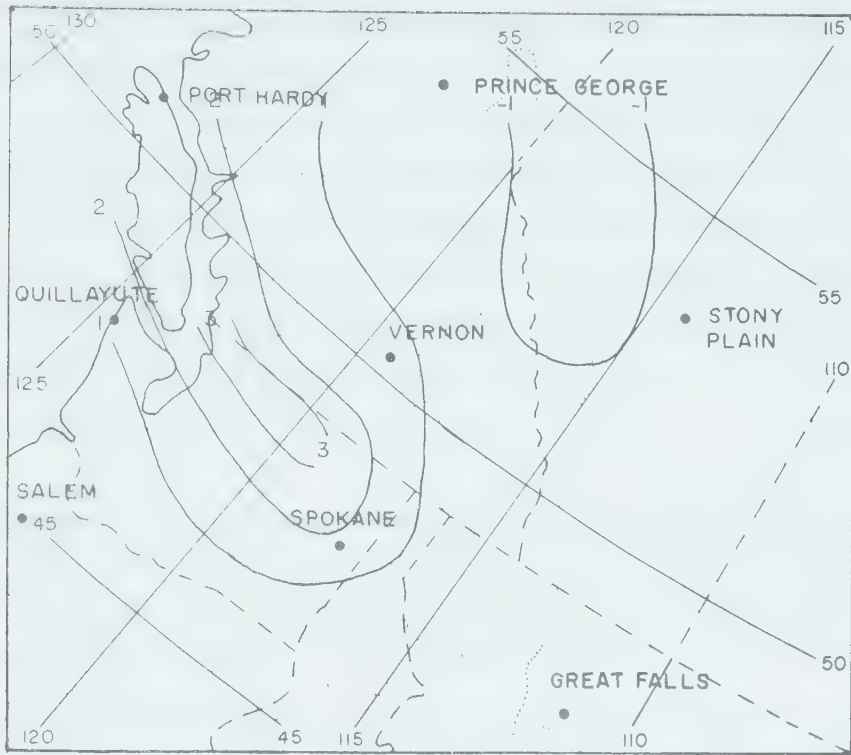 50
130
125
55
120
115
PORT HARDY
2
PRINCE GEORGE
-1
-1
2
QUILLAYUTE
1
3
VERNON
STONY
PLAIN
55
125
110
3
SALEM
45
SPOKANE
50
GREAT FALLS
120
45
115
110